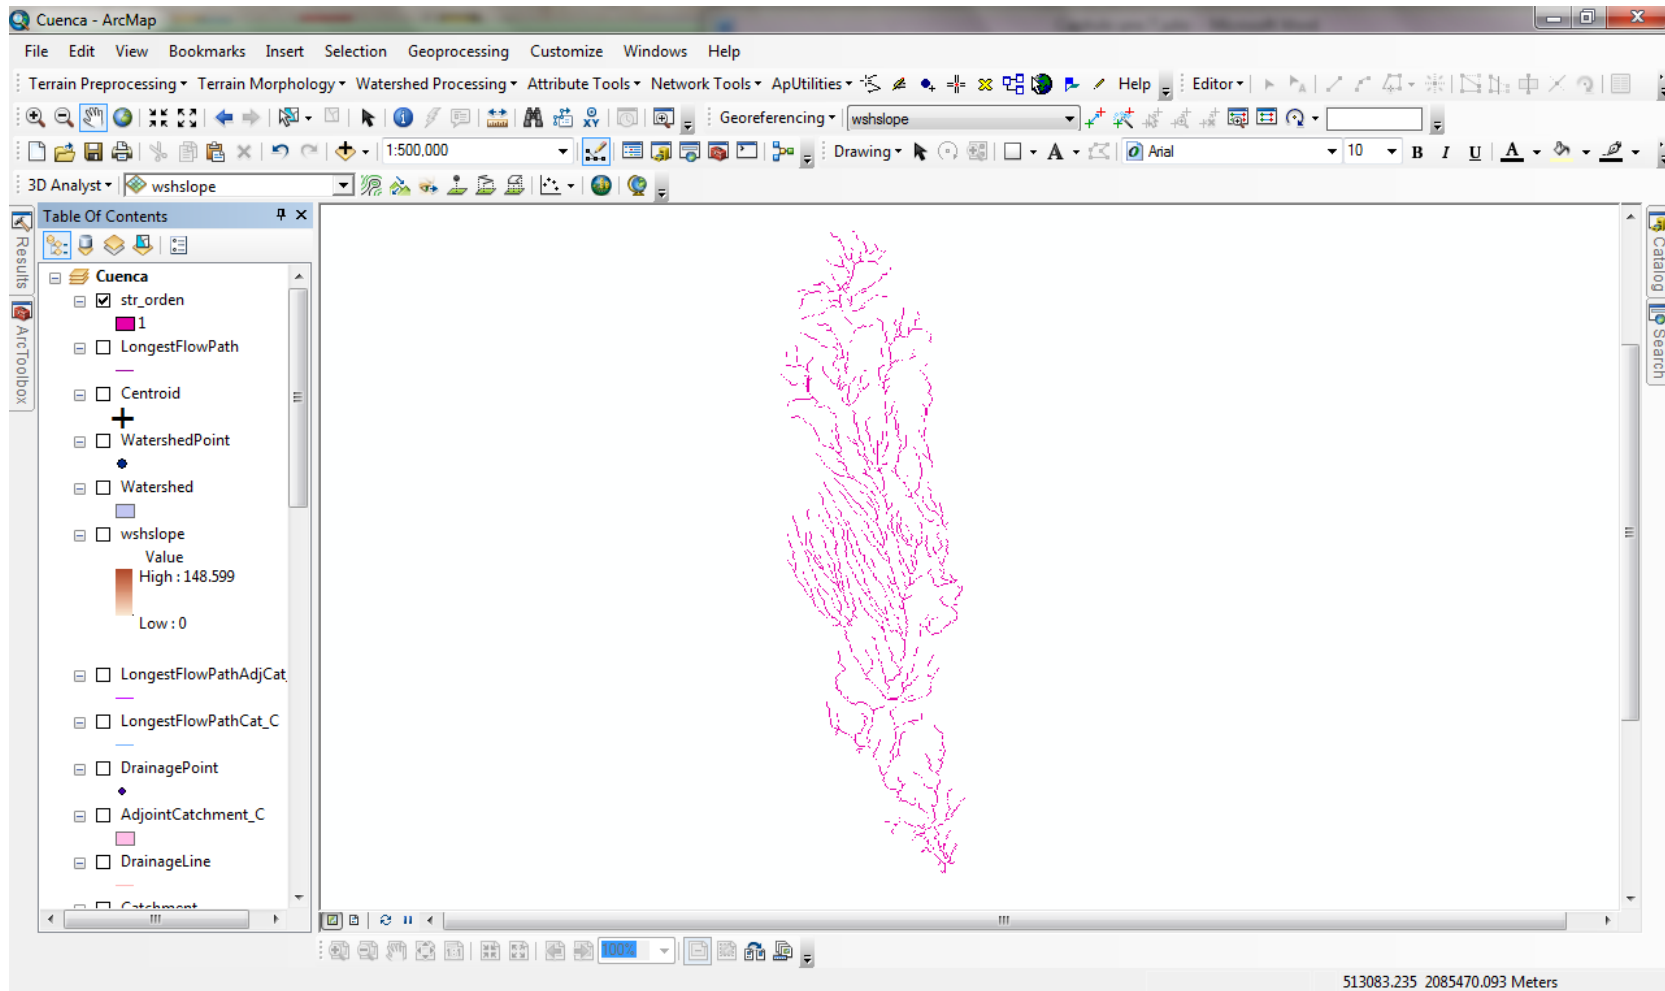 Cuenca - ArcMap
File Edit View Bookmarks Insert Selection Geoprocessing Customize Windows Help
Terrain Preprocessing Terrain Morphology Watershed Processing Attribute Tools Network Tools ApUtilities Help Editor
Georeferencing wshslope
1:500,000 Drawing A Arial 10 B I U A
3D Analyst wshslope
Table Of Contents
Results
ArcToolbox
Cuenca
str_orden
1
LongestFlowPath
Centroid
WatershedPoint
Watershed
wshslope
Value
High : 148.599
Low : 0
LongestFlowPathAdjCat_
LongestFlowPathCat_C
DrainagePoint
AdjointCatchment_C
DrainageLine
Catchment
Catalog
Search
100%
513083.235 2085470.093 Meters